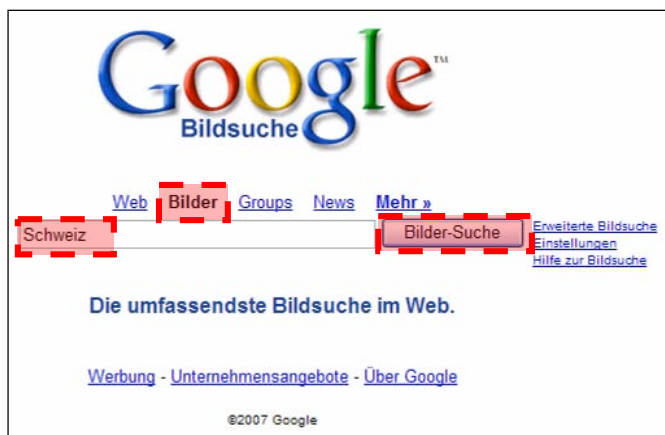 Google™
Bildsuche
Web Bilder Groups News Mehr »
Schweiz Bilder-Suche
Erweiterte Bildsuche
Einstellungen
Hilfe zur Bildsuche
Die umfassendste Bildsuche im Web.
Werbung - Unternehmensangebote - Über Google
©2007 Google